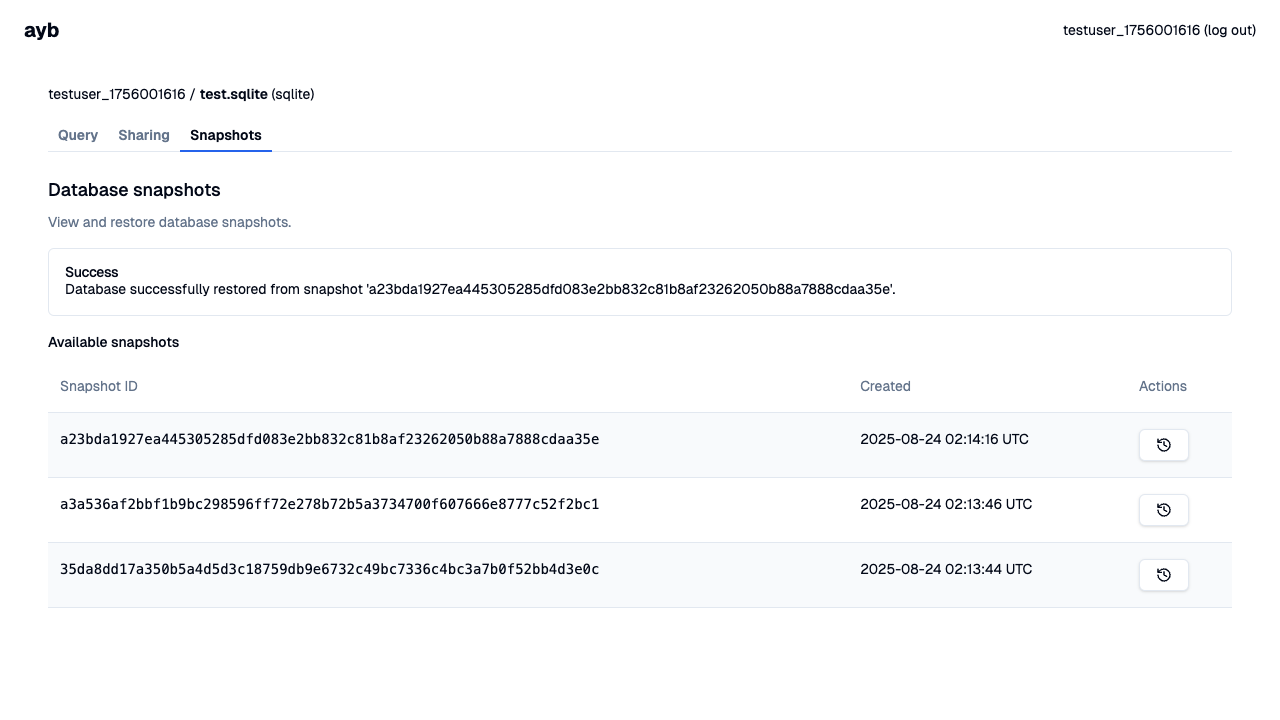 ayb
testuser_1756001616 (log out)
testuser_1756001616 / test.sqlite (sqlite)
Query Sharing Snapshots
Database snapshots
View and restore database snapshots.
Success
Database successfully restored from snapshot 'a23bda1927ea445305285dfd083e2bb832c81b8af23262050b88a7888cdaa35e'.
Available snapshots
Snapshot ID Created Actions
a23bda1927ea445305285dfd083e2bb832c81b8af23262050b88a7888cdaa35e 2025-08-24 02:14:16 UTC
a3a536af2bbf1b9bc298596ff72e278b72b5a3734700f607666e8777c52f2bc1 2025-08-24 02:13:46 UTC
35da8dd17a350b5a4d5d3c18759db9e6732c49bc7336c4bc3a7b0f52bb4d3e0c 2025-08-24 02:13:44 UTC